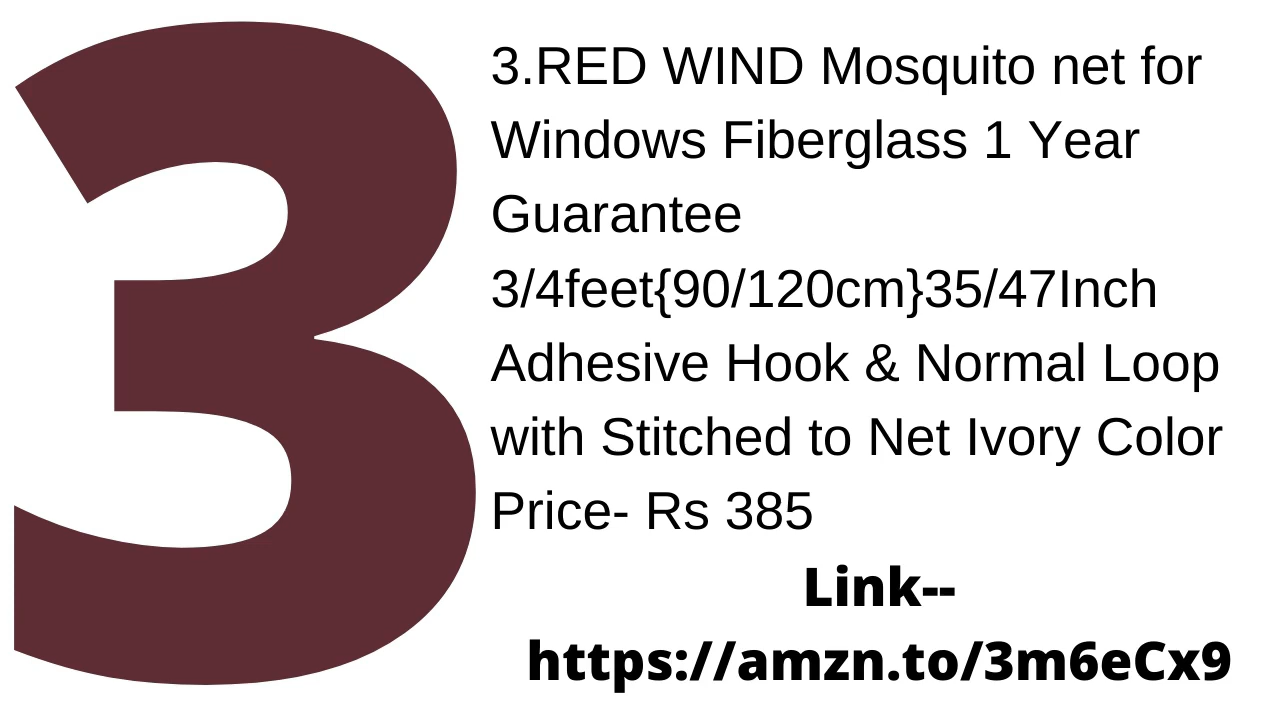 3
3.RED WIND Mosquito net for
Windows Fiberglass 1 Year
Guarantee
3/4feet{90/120cm}35/47Inch
Adhesive Hook & Normal Loop
with Stitched to Net Ivory Color
Price- Rs 385
Link--
https://amzn.to/3m6eCx9